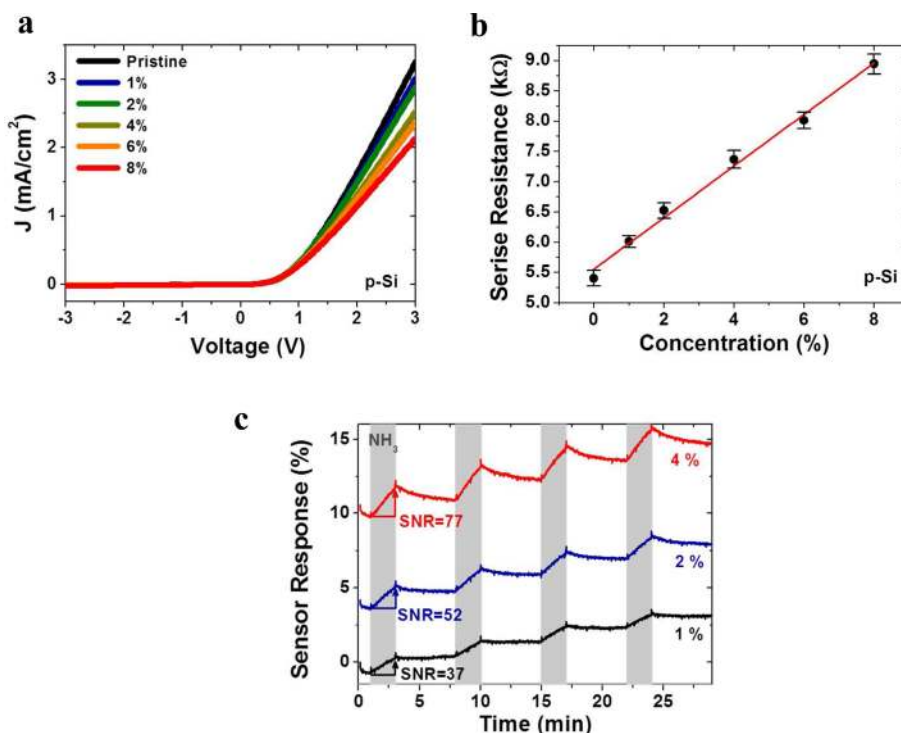 a
Pristine
1%
2%
4%
6%
8%
3
2
1
0
J (mA/cm²)
p-Si
-3 -2 -1 0 1 2 3
Voltage (V)
b
9.0
8.5
8.0
7.5
7.0
6.5
6.0
5.5
5.0
Serise Resistance (kΩ)
p-Si
0 2 4 6 8
Concentration (%)
c
15
10
5
0
Sensor Response (%)
NH₃
4 %
SNR=77
2 %
SNR=52
1 %
SNR=37
0 5 10 15 20 25
Time (min)